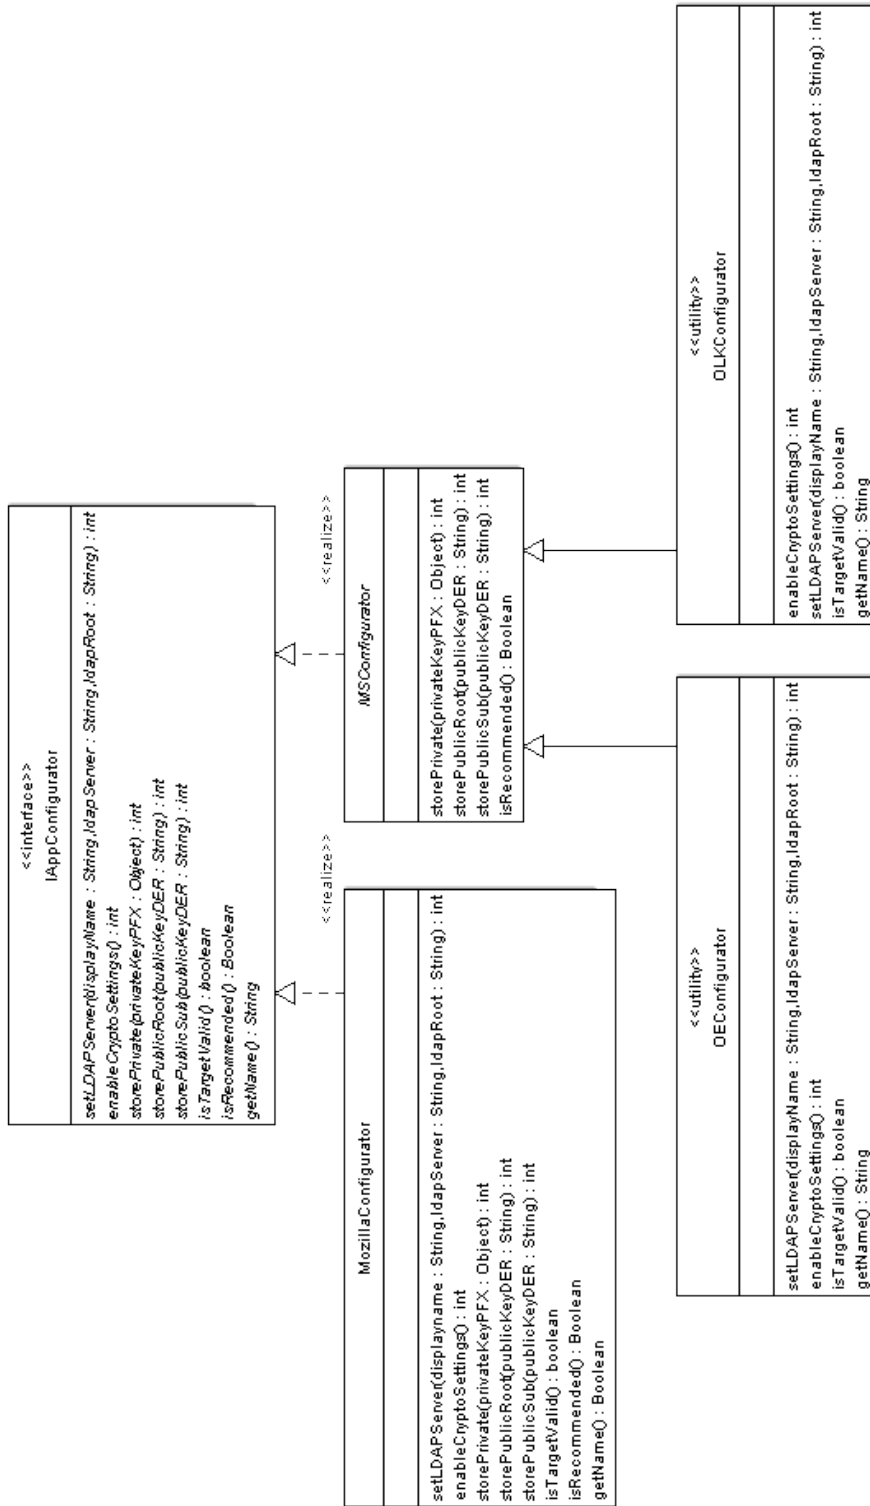 <<interface>>
IAppConfigurator
setLDAPServer(displayName : String,ldapServer : String,ldapRoot : String) : int
enableCryptoSettings() : int
storePrivate(privateKeyPFX : Object) : int
storePublicRoot(publicKeyDER : String) : int
storePublicSub(publicKeyDER : String) : int
isTargetValid() : boolean
isRecommended() : Boolean
getName() : String
<<realize>>
<<realize>>
MozillaConfigurator
setLDAPServer(displayname : String,ldapServer : String,ldapRoot : String) : int
enableCryptoSettings() : int
storePrivate(privateKeyPFX : Object) : int
storePublicRoot(publicKeyDER : String) : int
storePublicSub(publicKeyDER : String) : int
isTargetValid() : boolean
isRecommended() : Boolean
getName() : Boolean
IMSConfigurator
storePrivate(privateKeyPFX : Object) : int
storePublicRoot(publicKeyDER : String) : int
storePublicSub(publicKeyDER : String) : int
isRecommended() : Boolean
<<utility>>
OEConfigurator
setLDAPServer(displayName : String,ldapServer : String,ldapRoot : String) : int
enableCryptoSettings() : int
isTargetValid() : boolean
getName() : String
<<utility>>
OLKConfigurator
enableCryptoSettings() : int
setLDAPServer(displayName : String,ldapServer : String,ldapRoot : String) : int
isTargetValid() : boolean
getName() : String